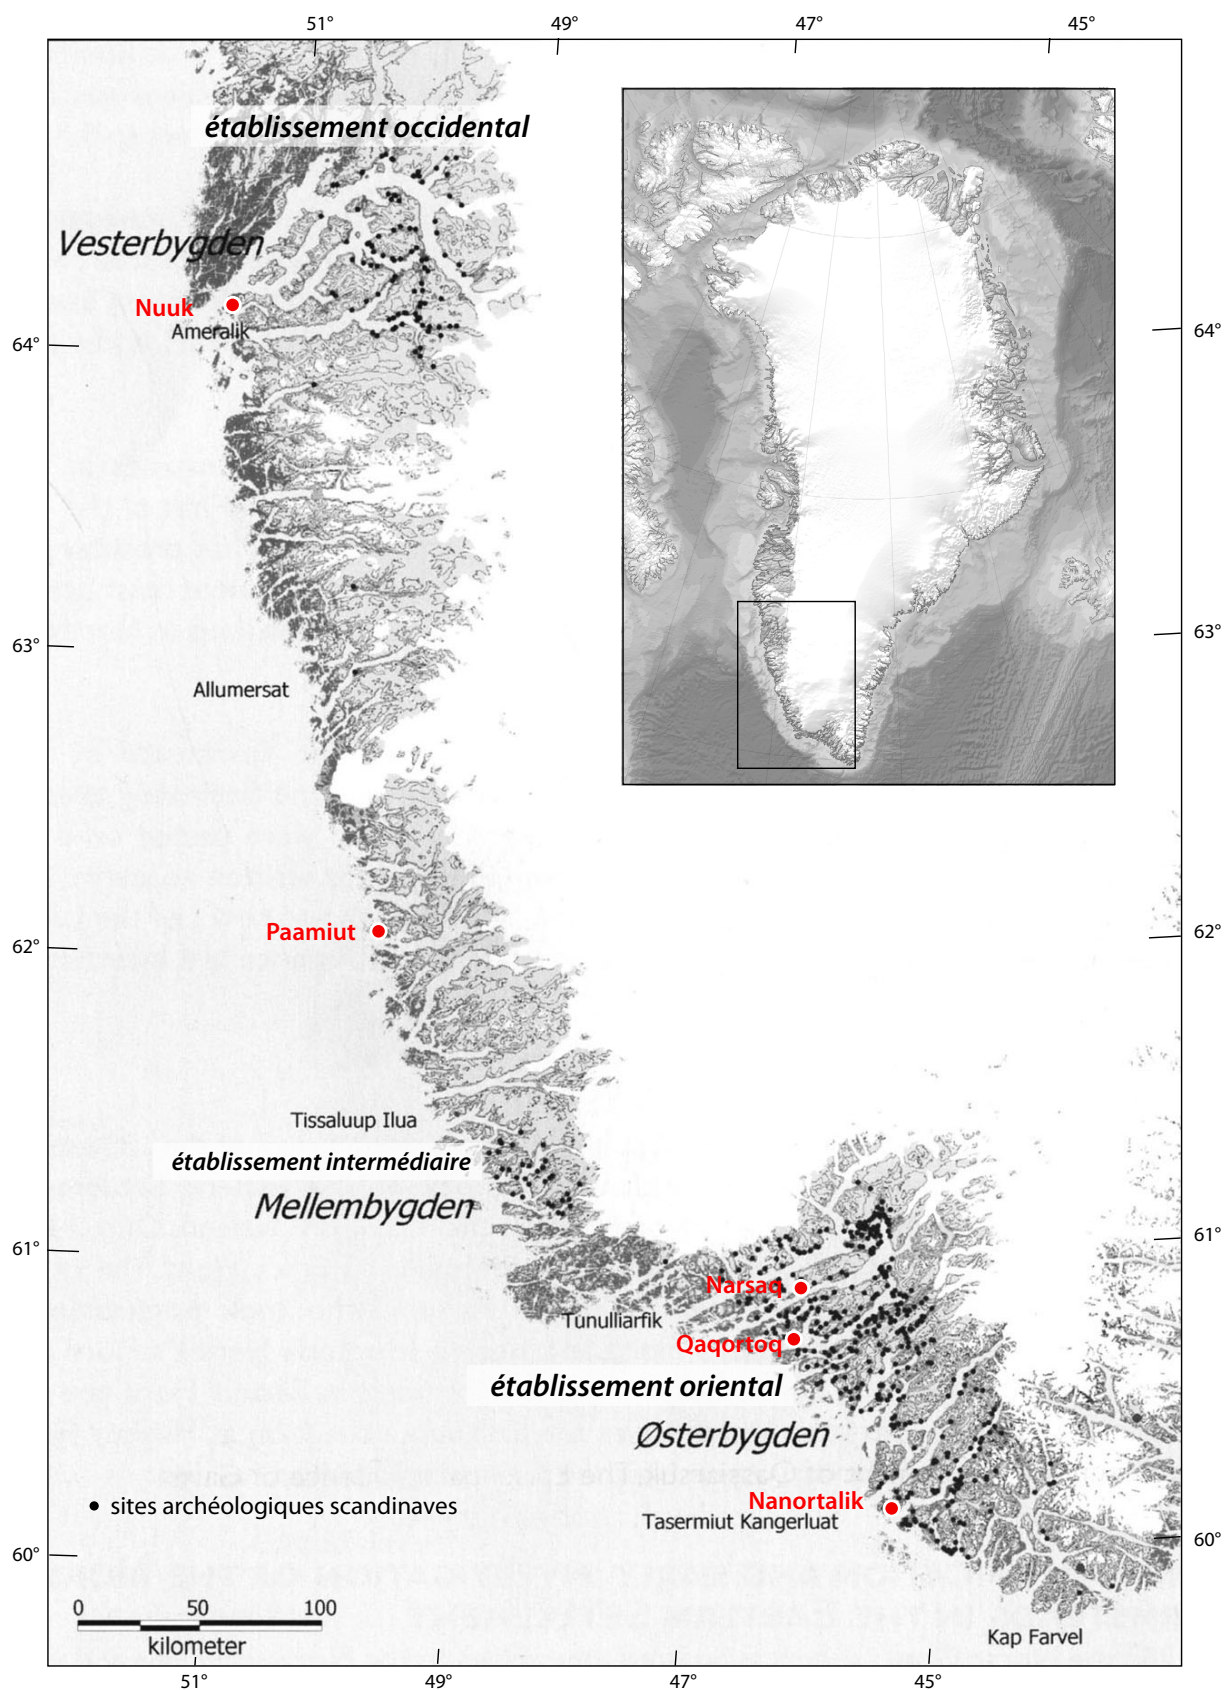 51°
49°
47°
45°
établissement occidental
Vesterbygden
Nuuk
Ameralik
64°
64°
63°
63°
Allumersat
Paamiut
62°
62°
Tissaluup Ilua
établissement intermédiaire
Mellembygden
61°
61°
Narsaq
Tunulliarfik
Qaqortoq
établissement oriental
Østerbygden
Nanortalik
sites archéologiques scandinaves
Tasermiut Kangerluat
60°
60°
0 50 100
kilometer
Kap Farvel
51°
49°
47°
45°